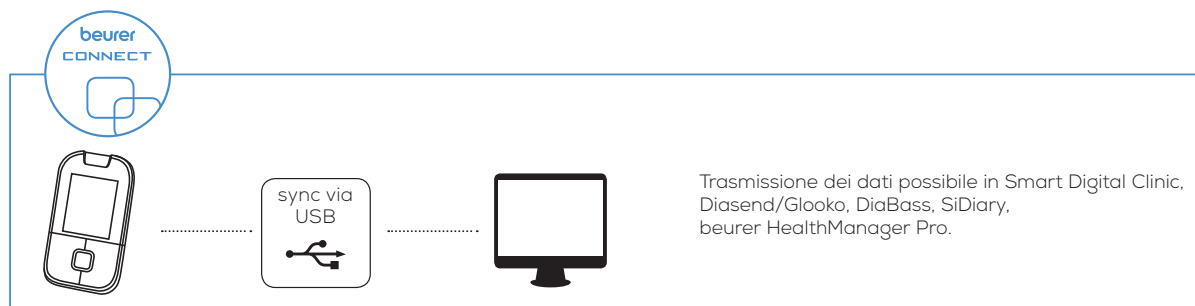 beurer
CONNECT
sync via
USB
Trasmissione dei dati possibile in Smart Digital Clinic,
Diasend/Glooko, DiaBass, SiDiary,
beurer HealthManager Pro.